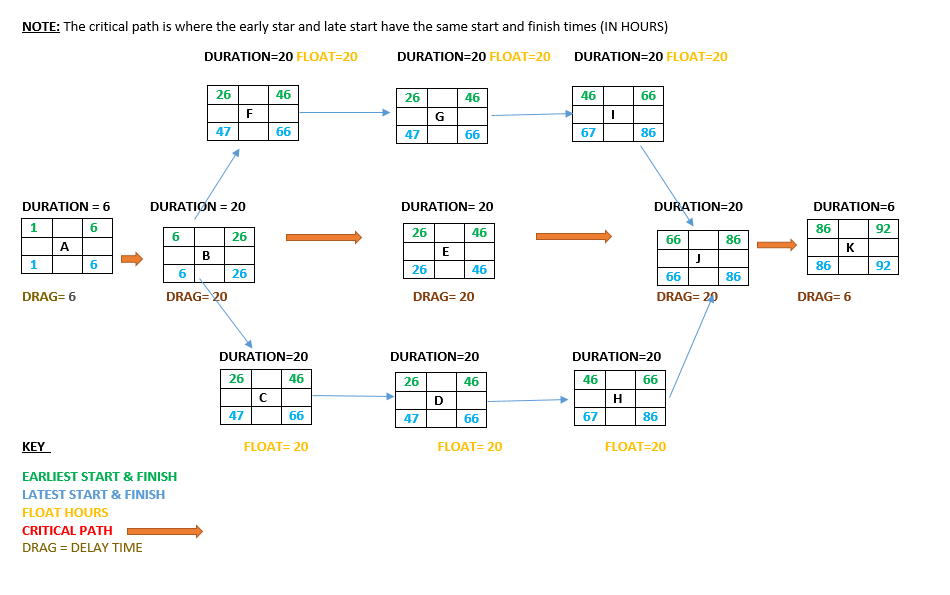 NOTE: The critical path is where the early star and late start have the same start and finish times (IN HOURS)
DURATION=20 FLOAT=20
DURATION=20 FLOAT=20
DURATION=20 FLOAT=20
26 46
F
47 66
26 46
G
47 66
46 66
I
67 86
DURATION = 6
DURATION = 20
DURATION= 20
DURATION=20
DURATION=6
1 6
A
1 6
6 26
B
6 26
26 46
E
26 46
66 86
J
66 86
86 92
K
86 92
DRAG= 6
DRAG= 20
DRAG= 20
DRAG= 20
DRAG= 6
DURATION=20
DURATION=20
DURATION=20
26 46
C
47 66
26 46
D
47 66
46 66
H
67 86
KEY
FLOAT= 20
FLOAT= 20
FLOAT=20
EARLIEST START & FINISH
LATEST START & FINISH
FLOAT HOURS
CRITICAL PATH
DRAG = DELAY TIME